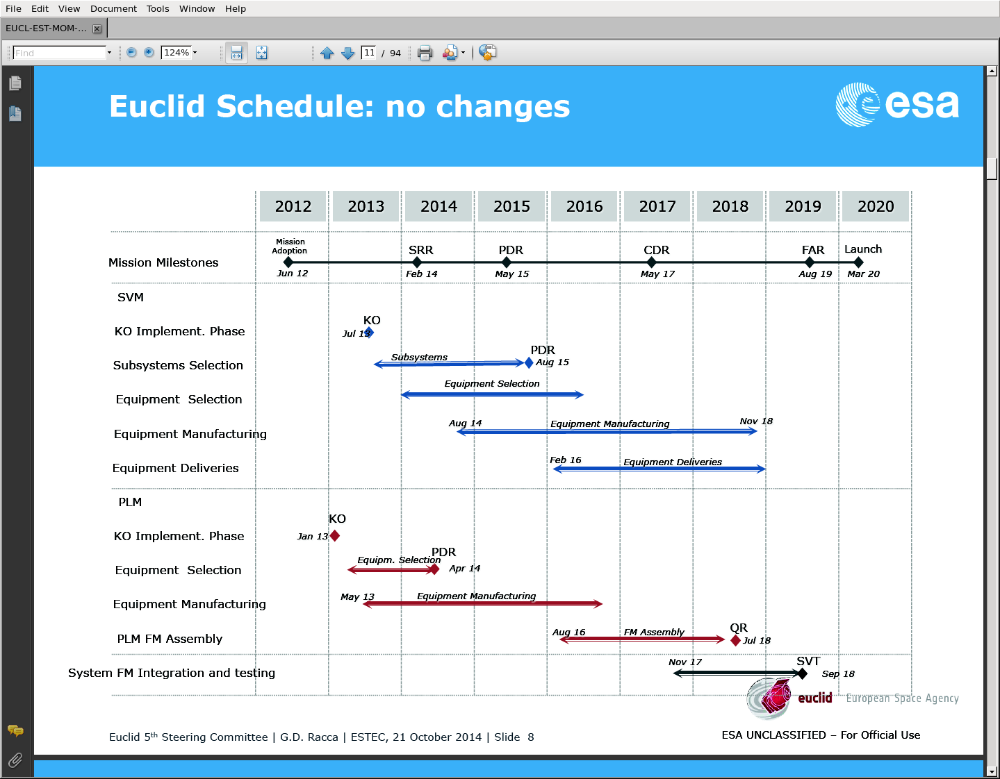 File Edit View Document Tools Window Help
EUCL-EST-MOM-...
Find 124% 11 / 94
Euclid Schedule: no changes
esa
2012 2013 2014 2015 2016 2017 2018 2019 2020
Mission Adoption SRR PDR CDR FAR Launch
Mission Milestones
Jun 12 Feb 14 May 15 May 17 Aug 19 Mar 20
SVM
KO
KO Implement. Phase Jul 13
PDR
Subsystems Selection Subsystems Aug 15
Equipment Selection
Equipment Selection
Aug 14 Equipment Manufacturing Nov 18
Equipment Manufacturing
Feb 16 Equipment Deliveries
Equipment Deliveries
PLM
KO
KO Implement. Phase Jan 13
Equipm. Selection PDR
Equipment Selection Apr 14
May 13 Equipment Manufacturing
Equipment Manufacturing
Aug 16 FM Assembly QR
PLM FM Assembly Jul 18
Nov 17 SVT
System FM Integration and testing Sep 18
euclid European Space Agency
Euclid 5th Steering Committee | G.D. Racca | ESTEC, 21 October 2014 | Slide 8
ESA UNCLASSIFIED – For Official Use